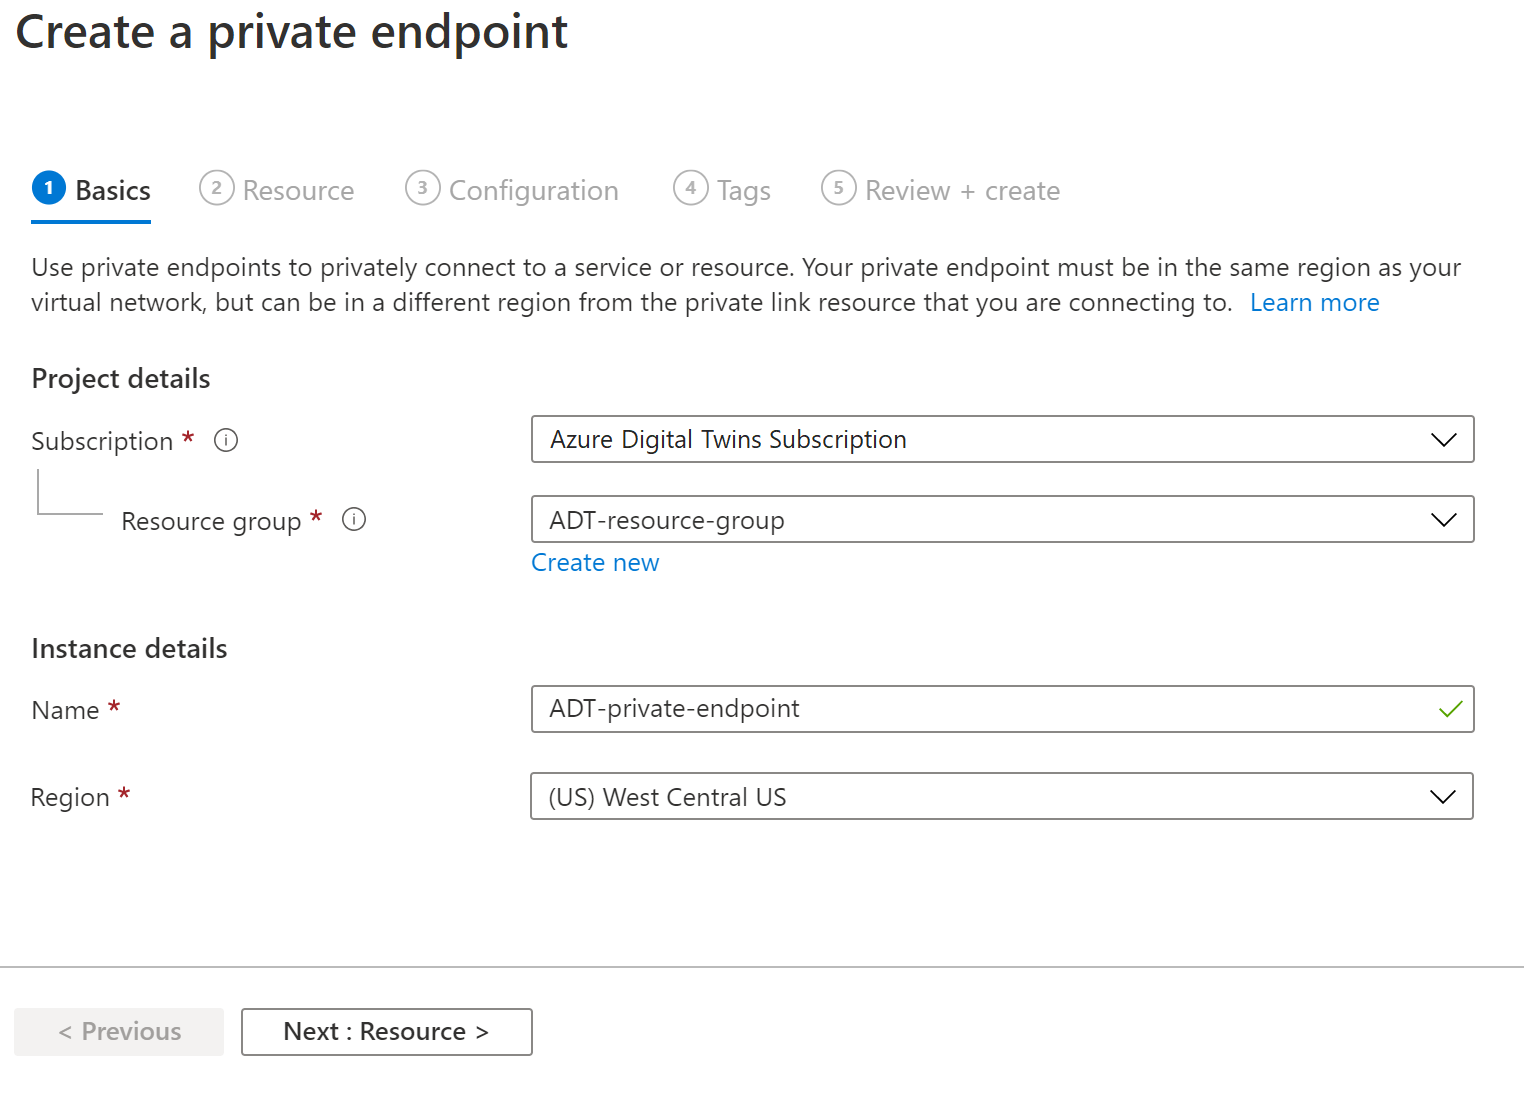 Create a private endpoint
1 Basics 2 Resource 3 Configuration 4 Tags 5 Review + create
Use private endpoints to privately connect to a service or resource. Your private endpoint must be in the same region as your
virtual network, but can be in a different region from the private link resource that you are connecting to. Learn more
Project details
Subscription * i Azure Digital Twins Subscription
Resource group * i ADT-resource-group
Create new
Instance details
Name * ADT-private-endpoint
Region * (US) West Central US
< Previous Next : Resource >